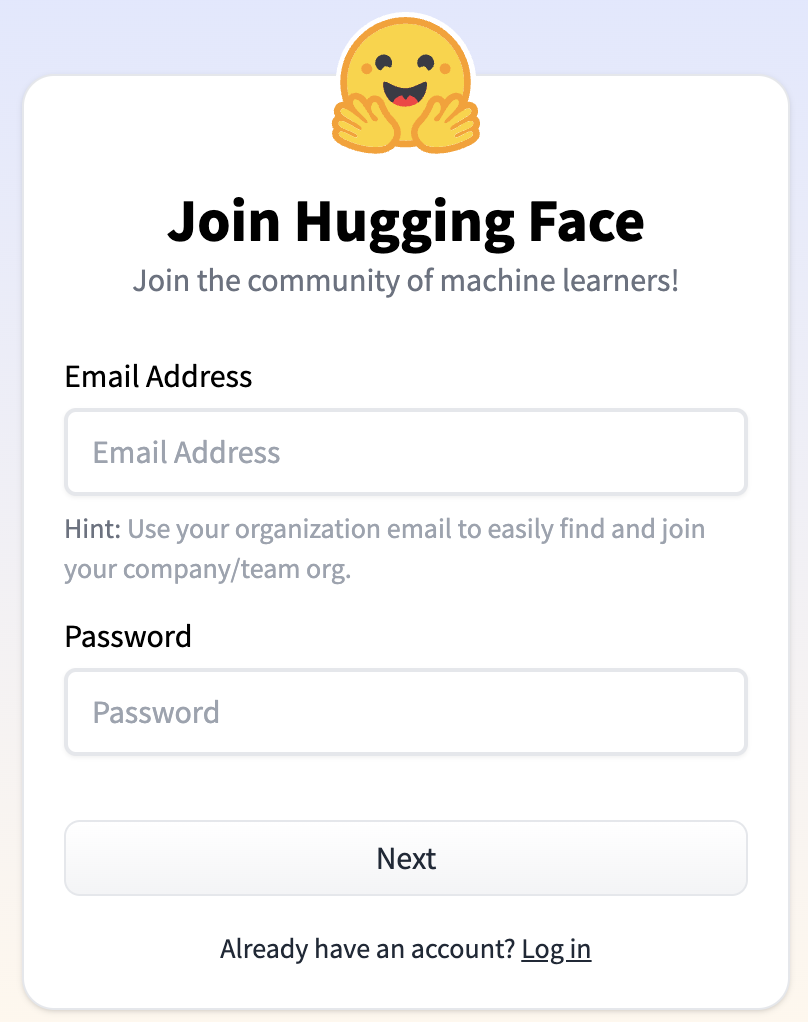 Join Hugging Face
Join the community of machine learners!
Email Address
Email Address
Hint: Use your organization email to easily find and join
your company/team org.
Password
Password
Next
Already have an account? Log in